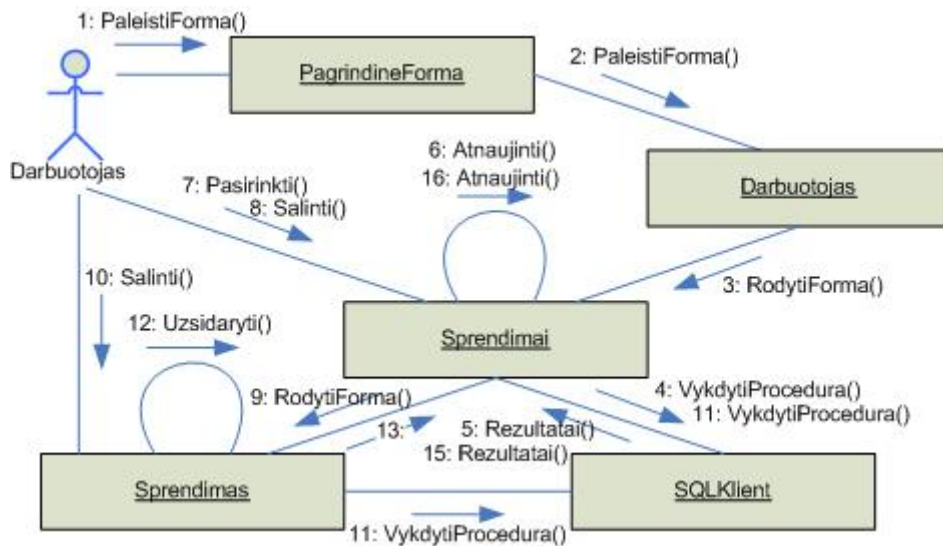 1: PaleistiForma()
PagrindineForma
2: PaleistiForma()
Darbuotojas
6: Atnaujinti()
16: Atnaujinti()
7: Pasirinkti()
8: Salinti()
Darbuotojas
3: RodytiForma()
10: Salinti()
12: Uzsidaryti()
Sprendimai
9: RodytiForma()
13:
4: VykdytiProcedura()
11: VykdytiProcedura()
5: Rezultatai()
15: Rezultatai()
Sprendimas
SQLKlient
11: VykdytiProcedura()